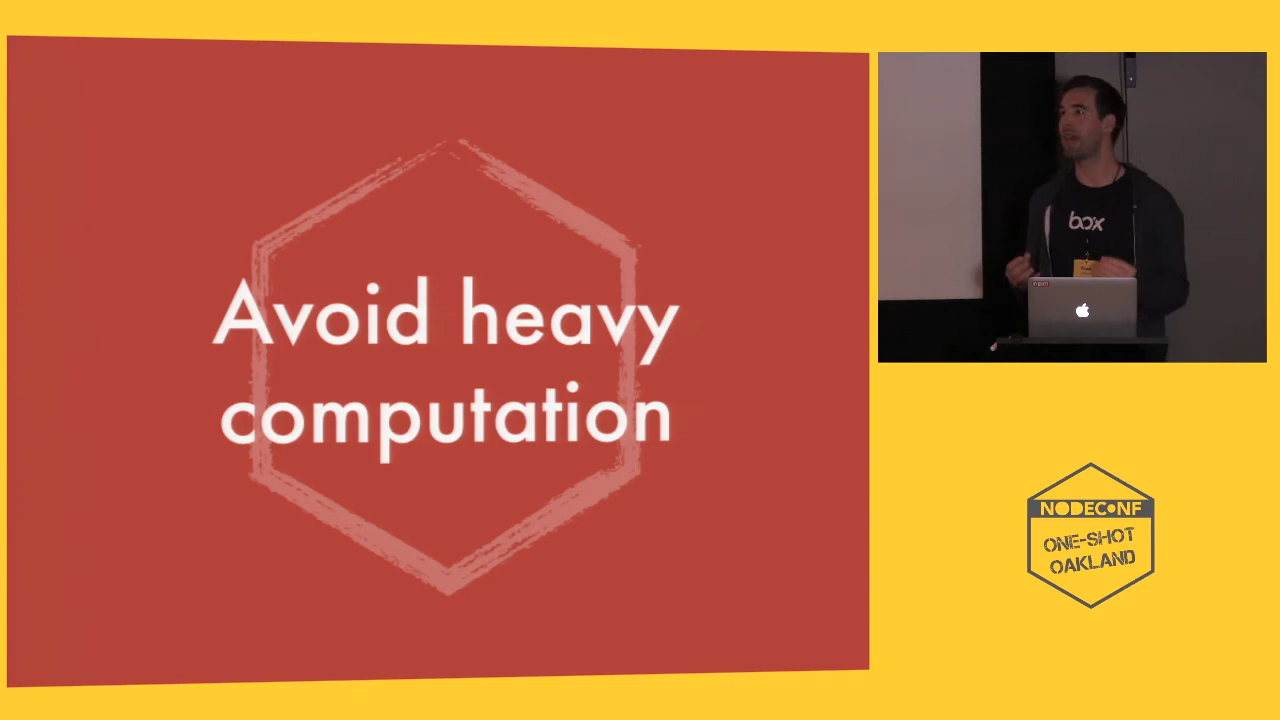 Avoid heavy
computation
box
NODECONF
ONE-SHOT
OAKLAND